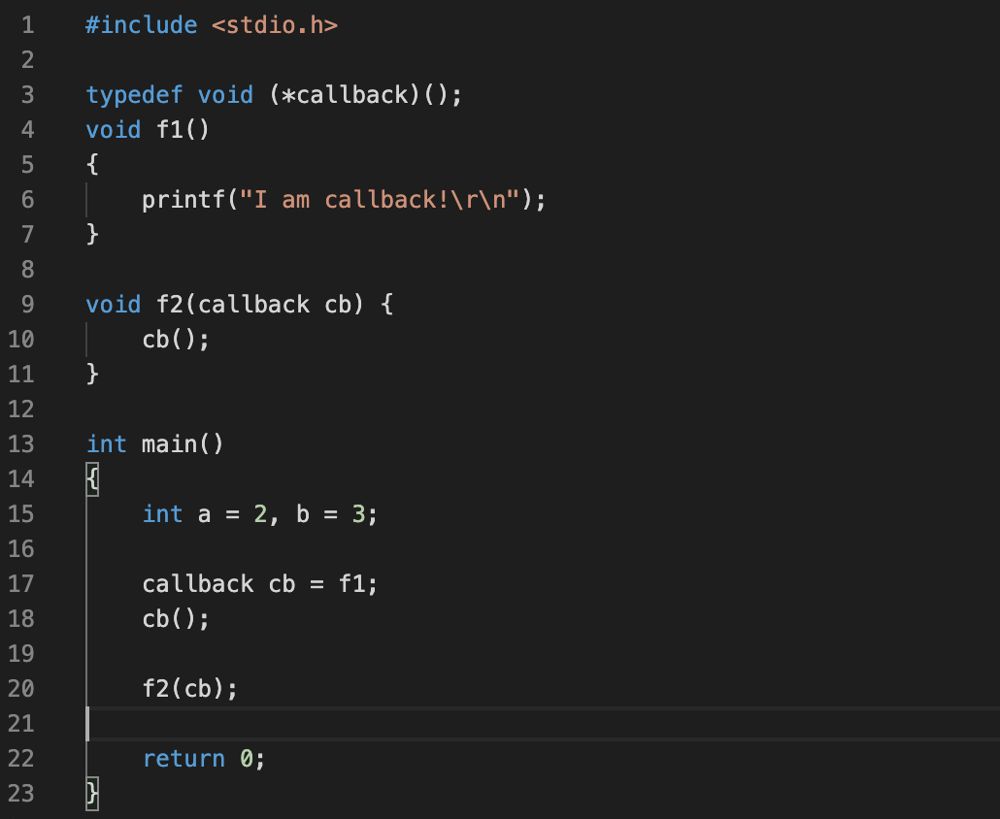 1 #include <stdio.h>
2
3 typedef void (*callback)();
4 void f1()
5 {
6     printf("I am callback!\r\n");
7 }
8
9 void f2(callback cb) {
10     cb();
11 }
12
13 int main()
14 {
15     int a = 2, b = 3;
16
17     callback cb = f1;
18     cb();
19
20     f2(cb);
21
22     return 0;
23 }